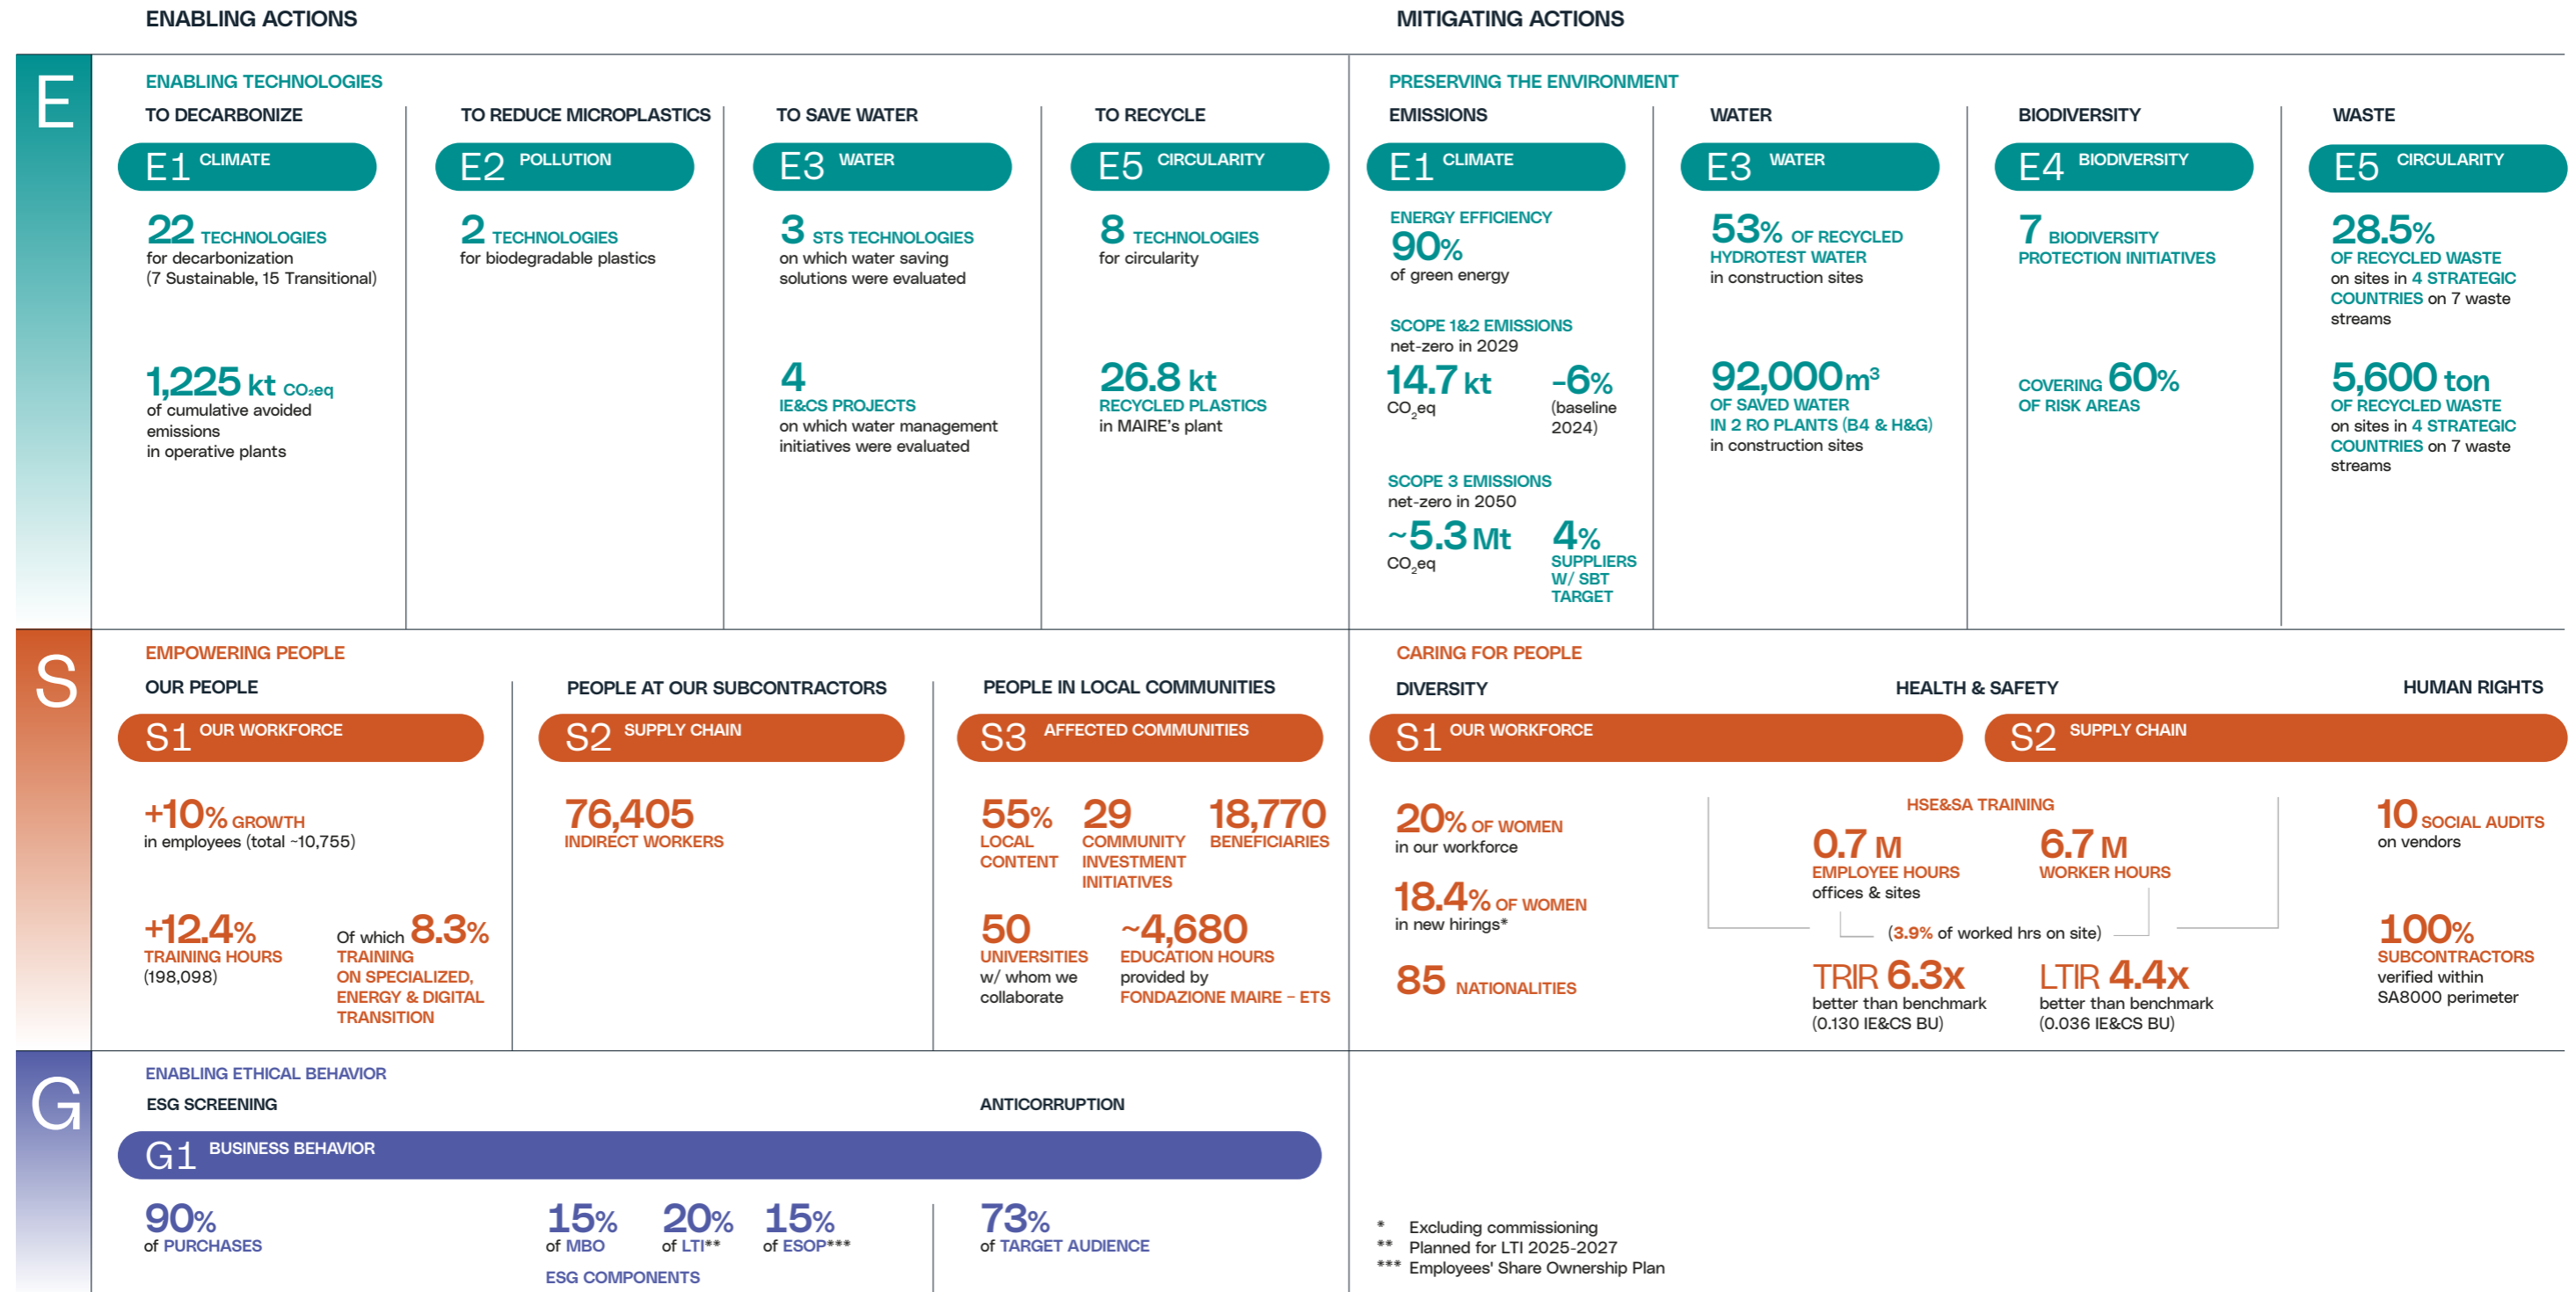 ENABLING ACTIONS
MITIGATING ACTIONS
E
ENABLING TECHNOLOGIES
TO DECARBONIZE
E1 CLIMATE
22 TECHNOLOGIES
for decarbonization
(7 Sustainable, 15 Transitional)
1,225 kt CO₂eq
of cumulative avoided
emissions
in operative plants
TO REDUCE MICROPLASTICS
E2 POLLUTION
2 TECHNOLOGIES
for biodegradable plastics
TO SAVE WATER
E3 WATER
3 STS TECHNOLOGIES
on which water saving
solutions were evaluated
4
IE&CS PROJECTS
on which water management
initiatives were evaluated
TO RECYCLE
E5 CIRCULARITY
8 TECHNOLOGIES
for circularity
26.8 kt
RECYCLED PLASTICS
in MAIRE's plant
PRESERVING THE ENVIRONMENT
EMISSIONS
E1 CLIMATE
ENERGY EFFICIENCY
90%
of green energy
SCOPE 1&2 EMISSIONS
net-zero in 2029
14.7 kt
CO₂eq
-6%
(baseline
2024)
SCOPE 3 EMISSIONS
net-zero in 2050
~5.3 Mt
CO₂eq
4%
SUPPLIERS
W/ SBT
TARGET
WATER
E3 WATER
53% OF RECYCLED
HYDROTEST WATER
in construction sites
92,000 m³
OF SAVED WATER
IN 2 RO PLANTS (B4 & H&G)
in construction sites
BIODIVERSITY
E4 BIODIVERSITY
7 BIODIVERSITY
PROTECTION INITIATIVES
COVERING 60%
OF RISK AREAS
WASTE
E5 CIRCULARITY
28.5%
OF RECYCLED WASTE
on sites in 4 STRATEGIC
COUNTRIES on 7 waste
streams
5,600 ton
OF RECYCLED WASTE
on sites in 4 STRATEGIC
COUNTRIES on 7 waste
streams
S
EMPOWERING PEOPLE
OUR PEOPLE
S1 OUR WORKFORCE
+10% GROWTH
in employees (total ~10,755)
+12.4%
TRAINING HOURS
(198,098)
Of which 8.3%
TRAINING
ON SPECIALIZED,
ENERGY & DIGITAL
TRANSITION
PEOPLE AT OUR SUBCONTRACTORS
S2 SUPPLY CHAIN
76,405
INDIRECT WORKERS
PEOPLE IN LOCAL COMMUNITIES
S3 AFFECTED COMMUNITIES
55%
LOCAL
CONTENT
29
COMMUNITY
INVESTMENT
INITIATIVES
18,770
BENEFICIARIES
50
UNIVERSITIES
w/ whom we
collaborate
~4,680
EDUCATION HOURS
provided by
FONDAZIONE MAIRE – ETS
CARING FOR PEOPLE
DIVERSITY
HEALTH & SAFETY
HUMAN RIGHTS
S1 OUR WORKFORCE
S2 SUPPLY CHAIN
20% OF WOMEN
in our workforce
18.4% OF WOMEN
in new hirings*
85 NATIONALITIES
HSE&SA TRAINING
0.7 M
EMPLOYEE HOURS
offices & sites
6.7 M
WORKER HOURS
(3.9% of worked hrs on site)
TRIR 6.3x
better than benchmark
(0.130 IE&CS BU)
LTIR 4.4x
better than benchmark
(0.036 IE&CS BU)
10 SOCIAL AUDITS
on vendors
100%
SUBCONTRACTORS
verified within
SA8000 perimeter
G
ENABLING ETHICAL BEHAVIOR
ESG SCREENING
ANTICORRUPTION
G1 BUSINESS BEHAVIOR
90%
of PURCHASES
15%
of MBO
20%
of LTI**
15%
of ESOP***
ESG COMPONENTS
73%
of TARGET AUDIENCE
* Excluding commissioning
** Planned for LTI 2025-2027
*** Employees' Share Ownership Plan